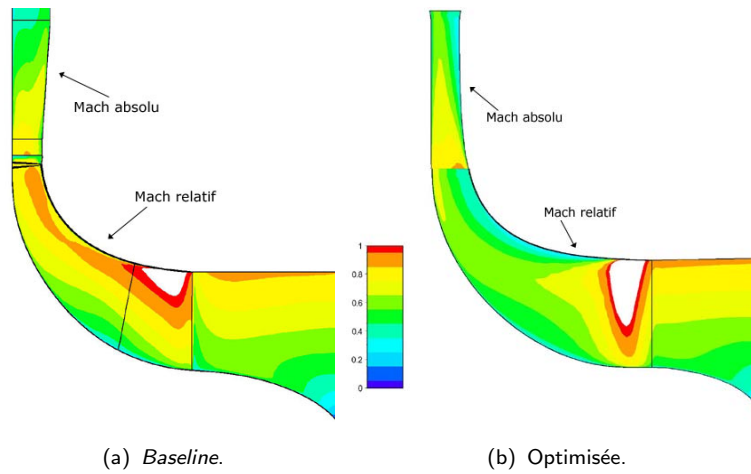 Mach absolu
Mach relatif
Mach absolu
Mach relatif
1
0.8
0.6
0.4
0.2
0
(a) Baseline.
(b) Optimisée.